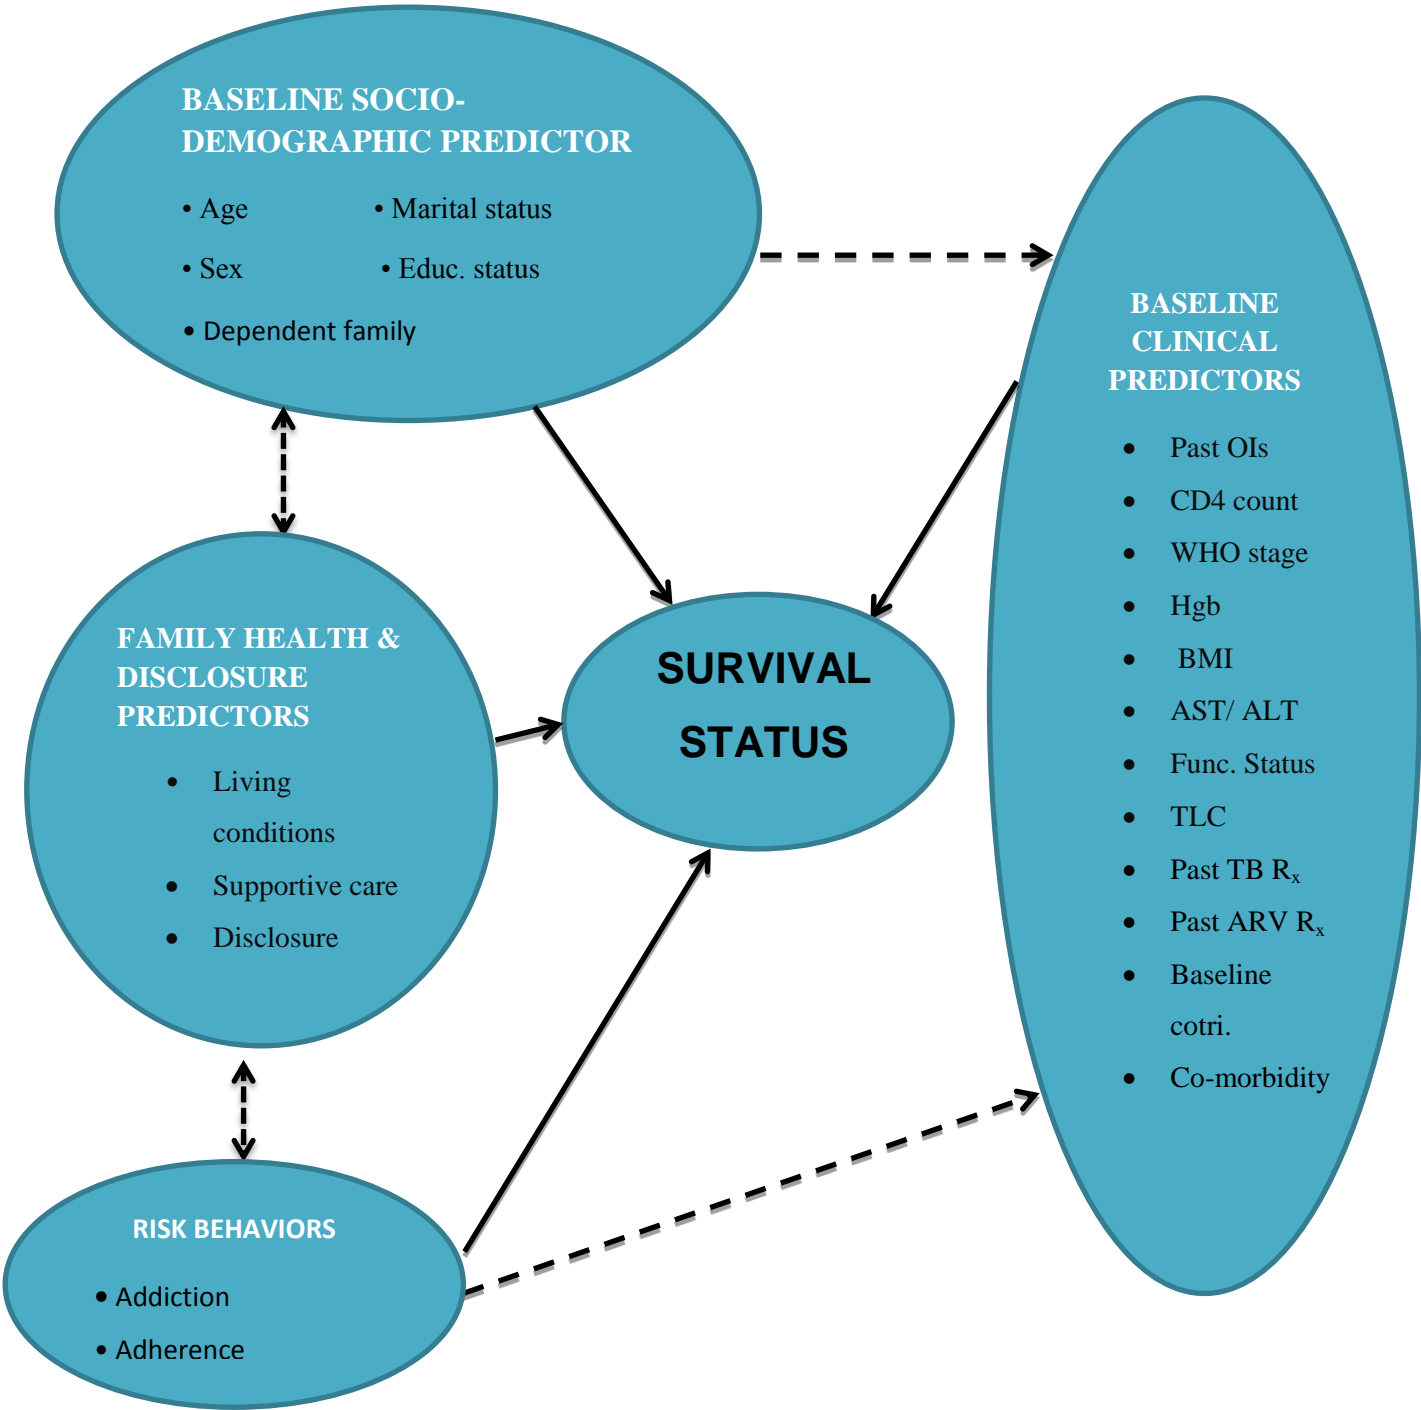 BASELINE SOCIO-
DEMOGRAPHIC PREDICTOR
• Age • Marital status
• Sex • Educ. status
• Dependent family
BASELINE
CLINICAL
PREDICTORS
• Past OIs
• CD4 count
• WHO stage
• Hgb
• BMI
• AST/ ALT
• Func. Status
• TLC
• Past TB Rₓ
• Past ARV Rₓ
• Baseline
cotri.
• Co-morbidity
FAMILY HEALTH &
DISCLOSURE
PREDICTORS
• Living
conditions
• Supportive care
• Disclosure
SURVIVAL
STATUS
RISK BEHAVIORS
• Addiction
• Adherence